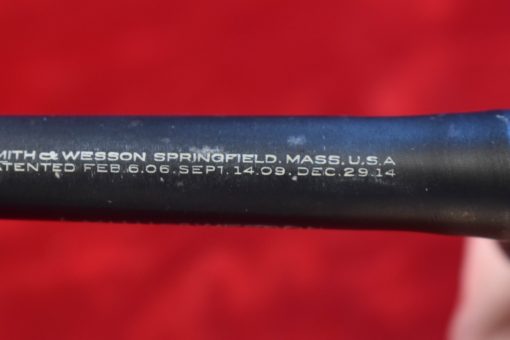 MITH & WESSON SPRINGFIELD, MASS. U.S.A
ATENTED FEB.6.06.SEPT.14.09.DEC.29.14